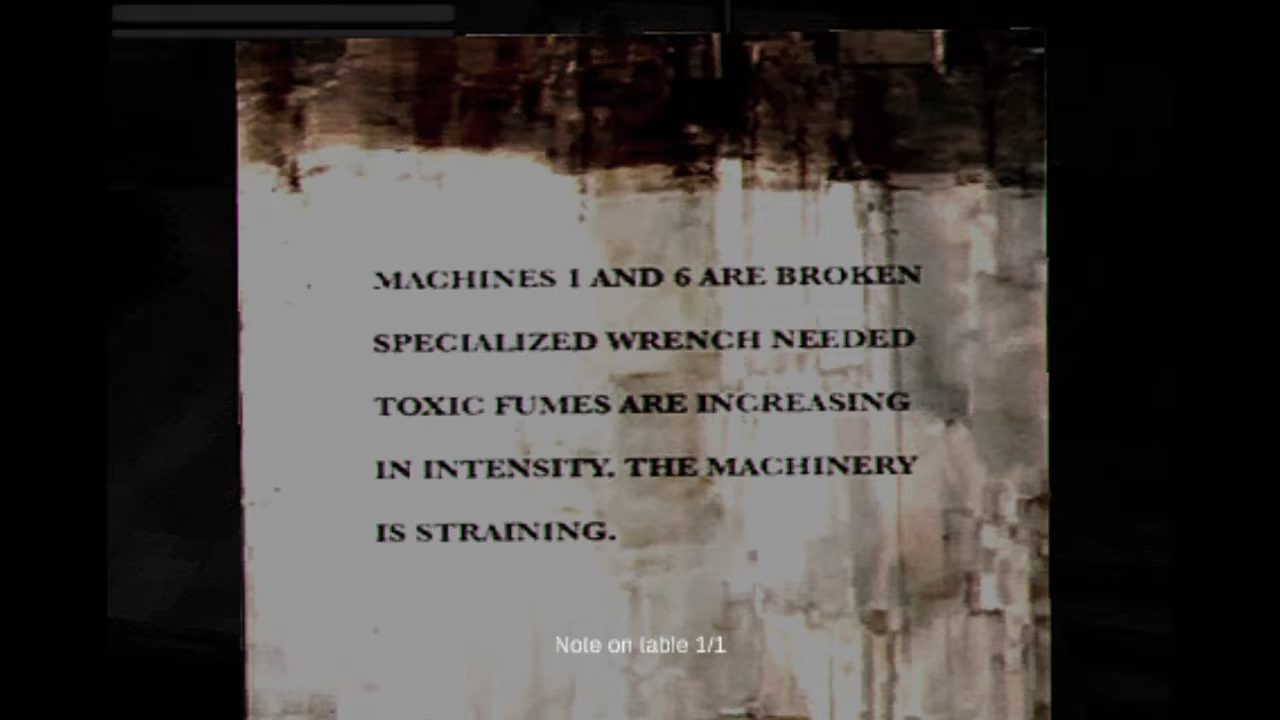 MACHINES 1 AND 6 ARE BROKEN
SPECIALIZED WRENCH NEEDED
TOXIC FUMES ARE INCREASING
IN INTENSITY. THE MACHINERY
IS STRAINING.
Note on table 1/1